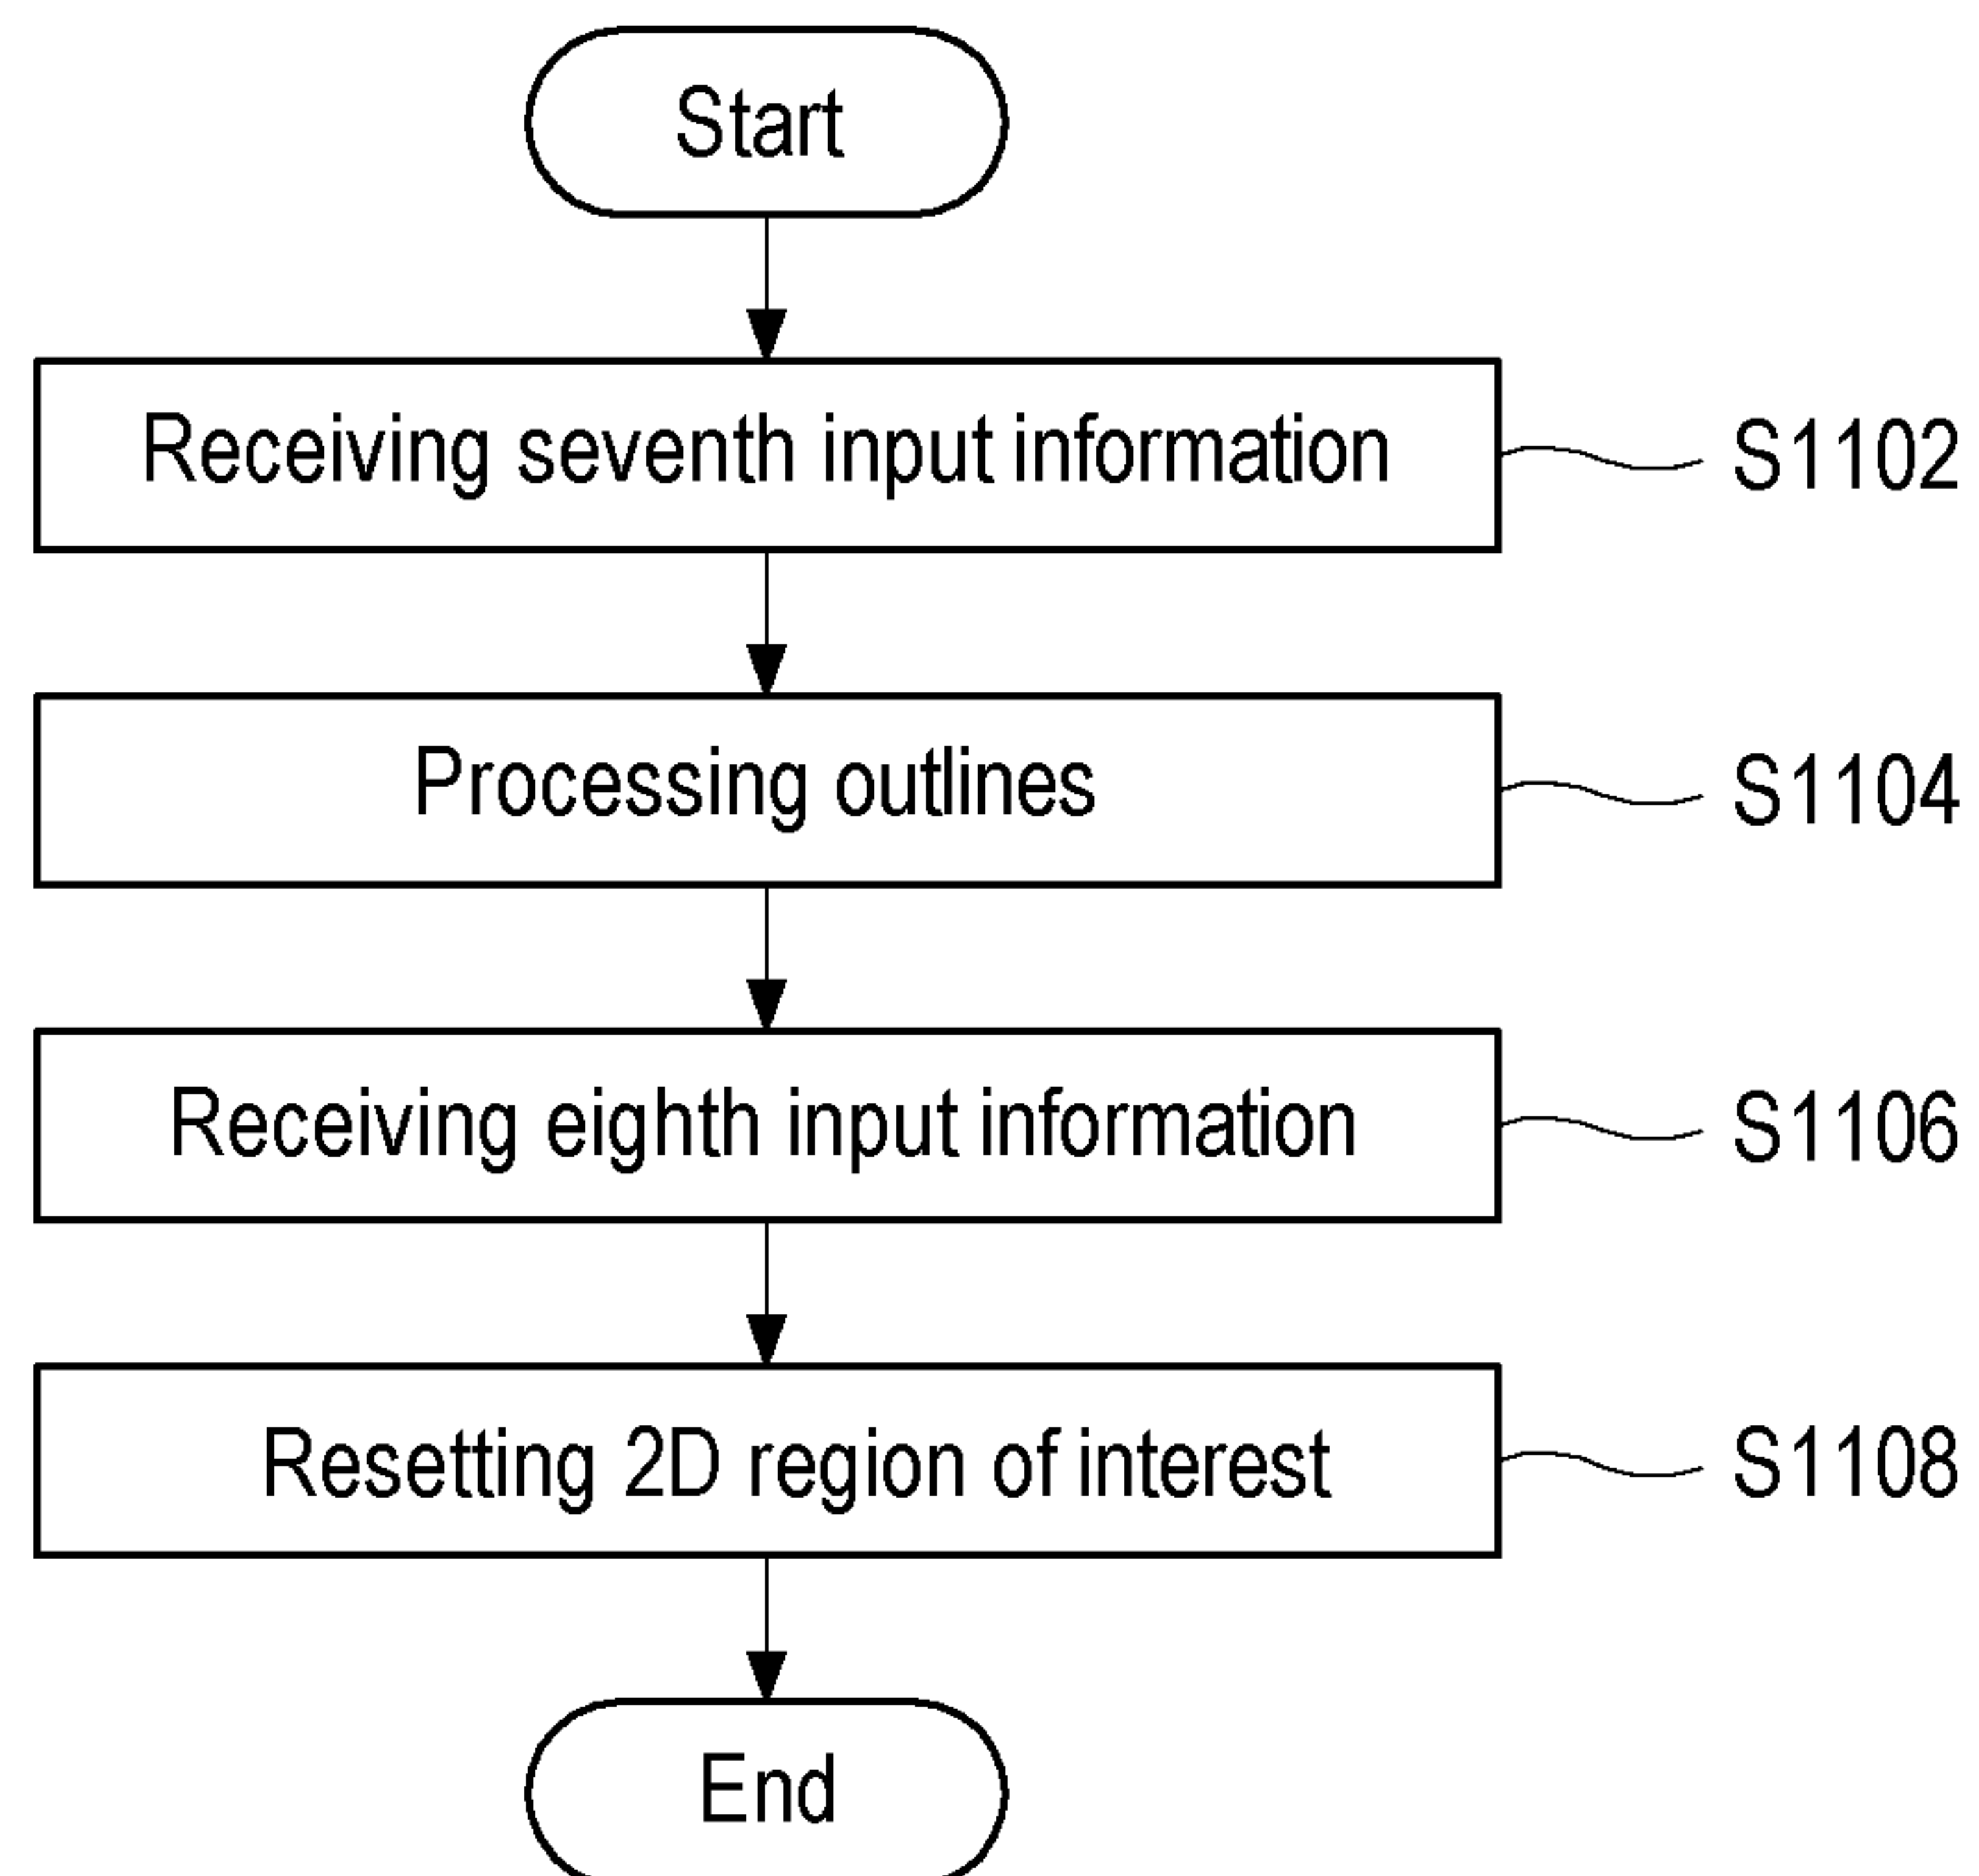 Start
Receiving seventh input information S1102
Processing outlines S1104
Receiving eighth input information S1106
Resetting 2D region of interest S1108
End